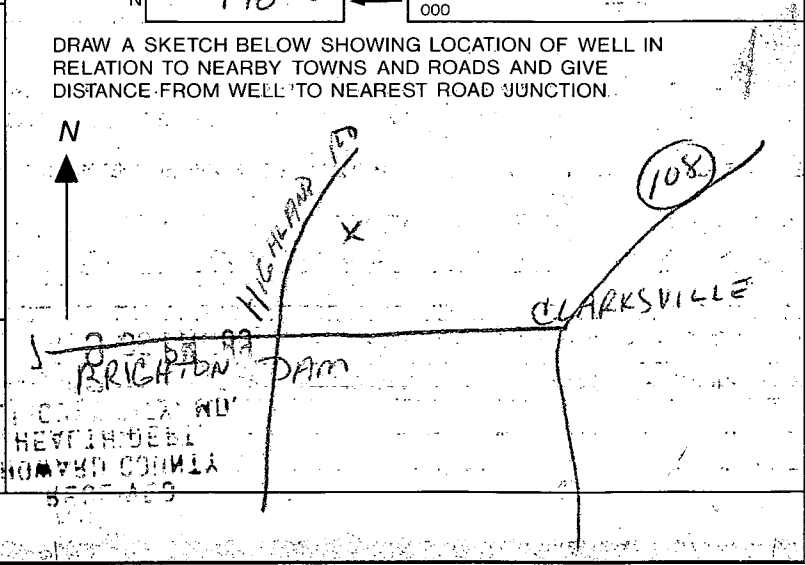 N
000
DRAW A SKETCH BELOW SHOWING LOCATION OF WELL IN
RELATION TO NEARBY TOWNS AND ROADS AND GIVE
DISTANCE FROM WELL TO NEAREST ROAD JUNCTION
N
HIGHLAND RD
X
108
CLARKSVILLE
BRIGHTON DAM
HEALTH DEPT
HOWARD COUNTY
RECEIVED